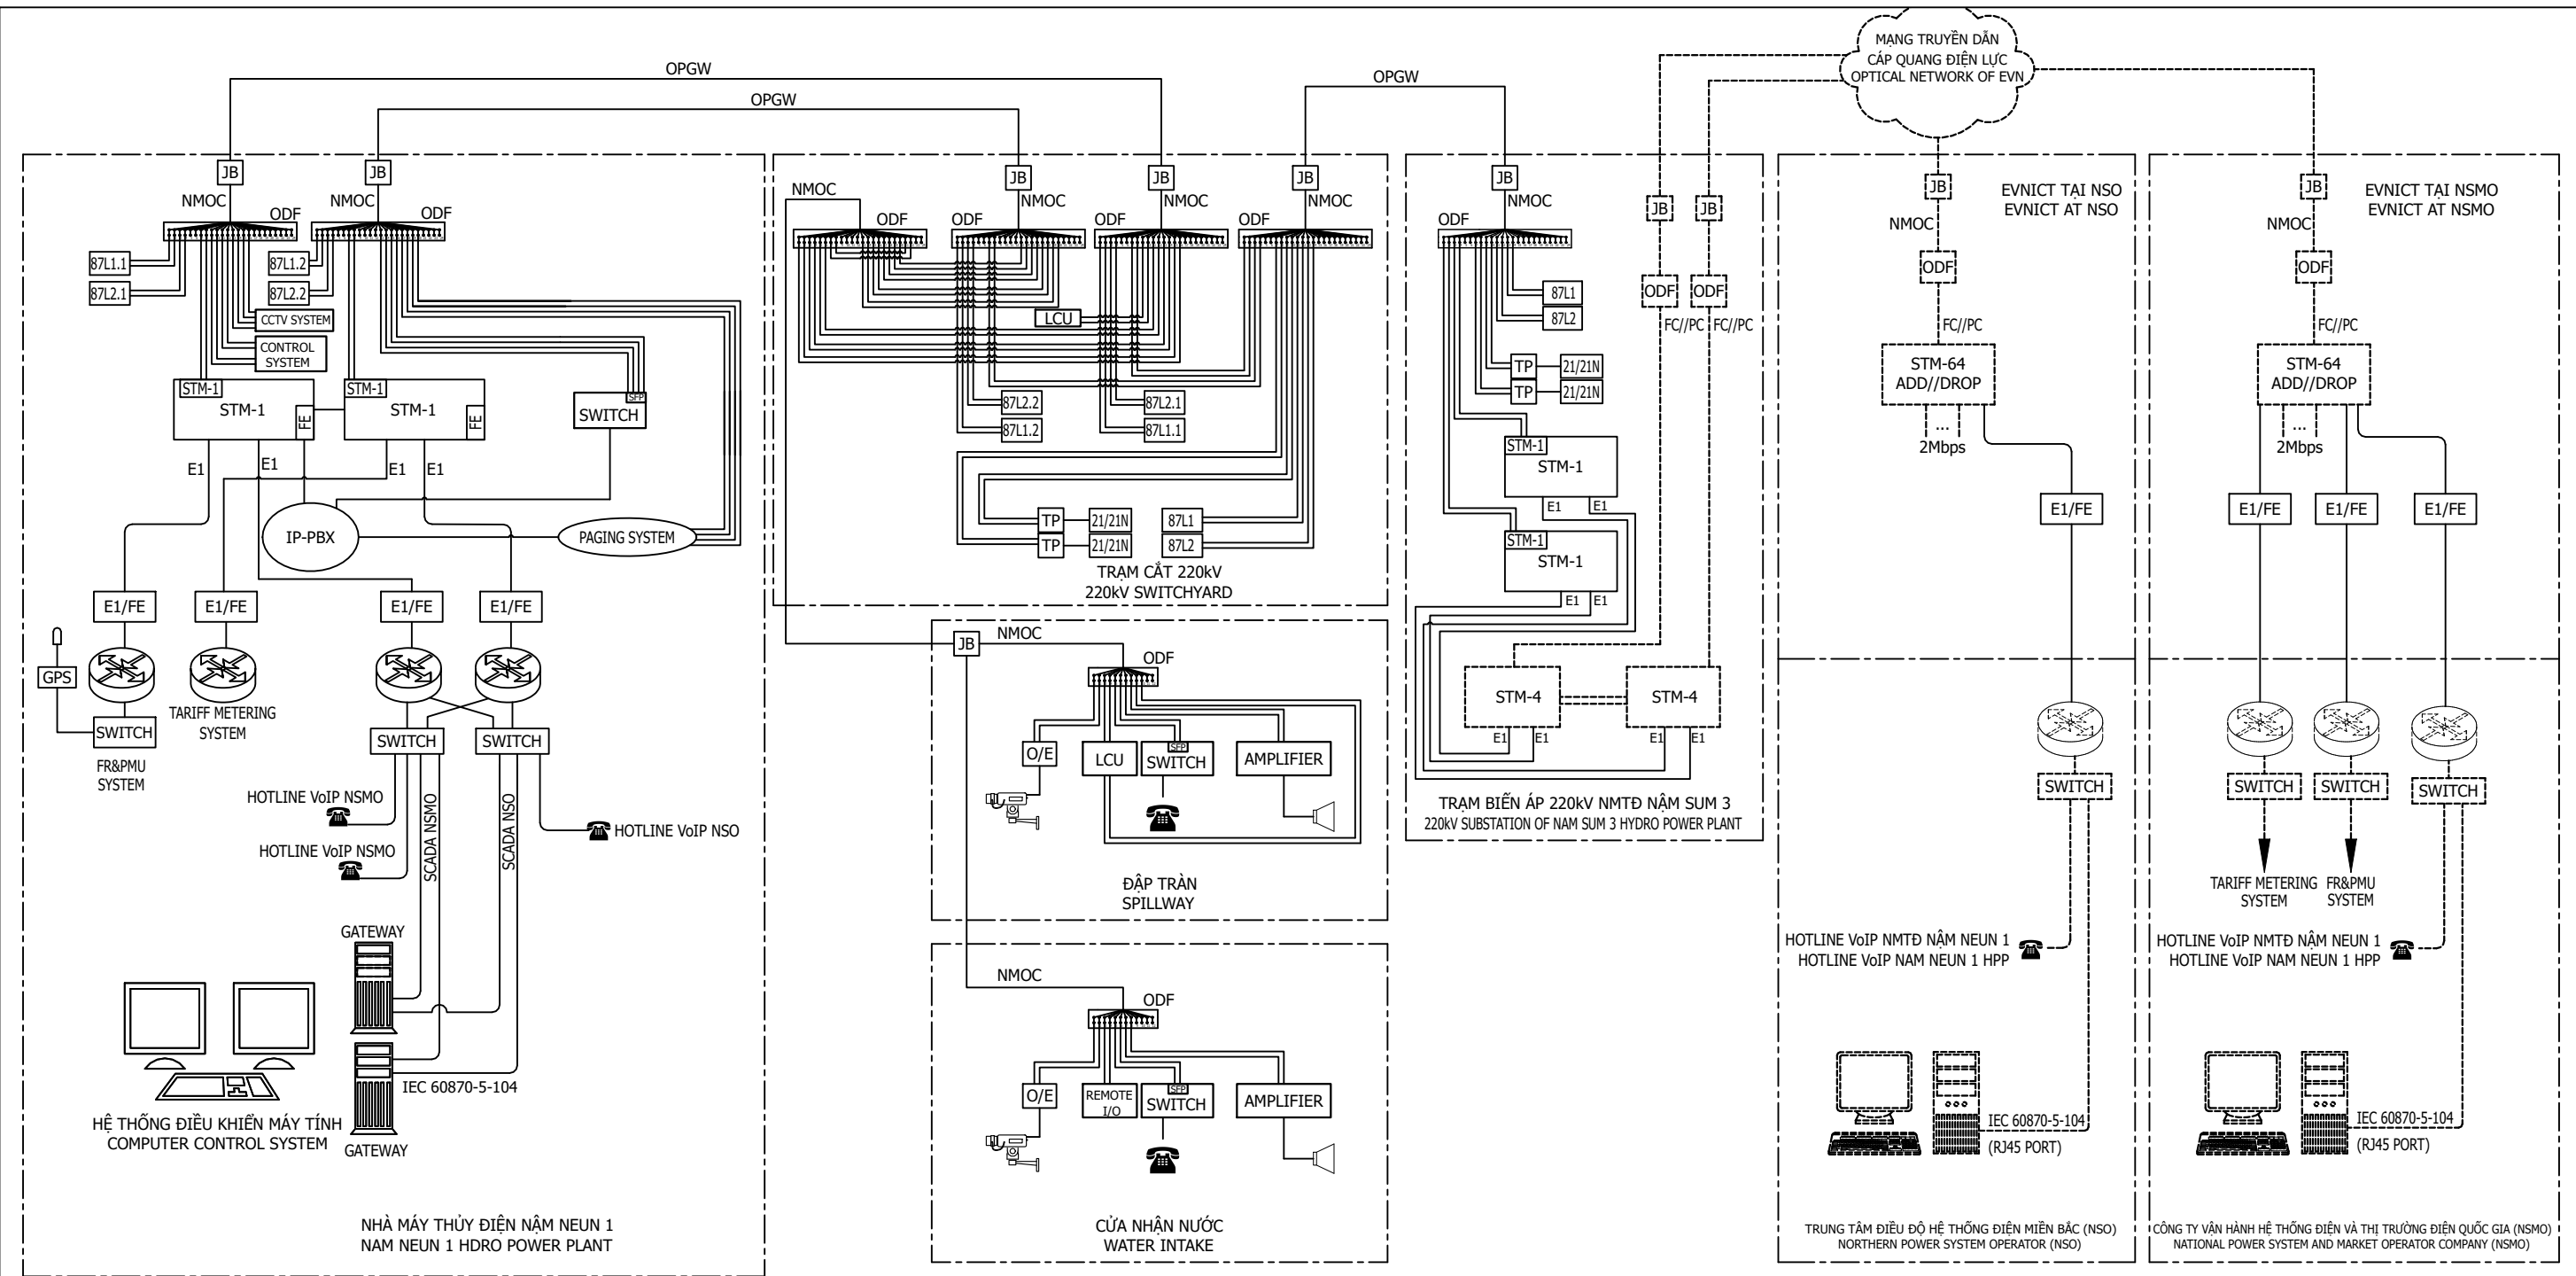 OPGW
OPGW
OPGW
MẠNG TRUYỀN DẪN
CÁP QUANG ĐIỆN LỰC
OPTICAL NETWORK OF EVN
JB
NMOC
ODF
JB
NMOC
ODF
87L1.1
87L2.1
87L1.2
87L2.2
CCTV SYSTEM
CONTROL
SYSTEM
STM-1
STM-1
FE
STM-1
FE
SFP
SWITCH
E1
E1
E1
E1
IP-PBX
PAGING SYSTEM
E1/FE
E1/FE
E1/FE
E1/FE
GPS
SWITCH
FR&PMU
SYSTEM
TARIFF METERING
SYSTEM
SWITCH
SWITCH
HOTLINE VoIP NSMO
HOTLINE VoIP NSMO
SCADA NSMO
SCADA NSO
HOTLINE VoIP NSO
GATEWAY
IEC 60870-5-104
GATEWAY
HỆ THỐNG ĐIỀU KHIỂN MÁY TÍNH
COMPUTER CONTROL SYSTEM
NHÀ MÁY THỦY ĐIỆN NẬM NEUN 1
NAM NEUN 1 HDRO POWER PLANT
NMOC
ODF
JB
NMOC
ODF
JB
NMOC
ODF
JB
NMOC
ODF
LCU
87L2.2
87L1.2
87L2.1
87L1.1
TP
21/21N
TP
21/21N
87L1
87L2
TRẠM CẮT 220kV
220kV SWITCHYARD
JB
NMOC
ODF
O/E
LCU
SFP
SWITCH
AMPLIFIER
ĐẬP TRÀN
SPILLWAY
NMOC
ODF
O/E
REMOTE
I/O
SFP
SWITCH
AMPLIFIER
CỬA NHẬN NƯỚC
WATER INTAKE
JB
NMOC
ODF
87L1
87L2
TP
21/21N
TP
21/21N
STM-1
STM-1
E1
E1
STM-1
STM-1
E1
E1
JB
JB
ODF
ODF
FC//PC
FC//PC
STM-4
STM-4
E1
E1
E1
E1
TRẠM BIẾN ÁP 220kV NMTĐ NẬM SUM 3
220kV SUBSTATION OF NAM SUM 3 HYDRO POWER PLANT
JB
EVNICT TẠI NSO
EVNICT AT NSO
NMOC
ODF
FC//PC
STM-64
ADD//DROP
...
2Mbps
E1/FE
SWITCH
HOTLINE VoIP NMTĐ NẬM NEUN 1
HOTLINE VoIP NAM NEUN 1 HPP
IEC 60870-5-104
(RJ45 PORT)
TRUNG TÂM ĐIỀU ĐỘ HỆ THỐNG ĐIỆN MIỀN BẮC (NSO)
NORTHERN POWER SYSTEM OPERATOR (NSO)
JB
EVNICT TẠI NSMO
EVNICT AT NSMO
NMOC
ODF
FC//PC
STM-64
ADD//DROP
...
2Mbps
E1/FE
E1/FE
E1/FE
SWITCH
SWITCH
SWITCH
TARIFF METERING
SYSTEM
FR&PMU
SYSTEM
HOTLINE VoIP NMTĐ NẬM NEUN 1
HOTLINE VoIP NAM NEUN 1 HPP
IEC 60870-5-104
(RJ45 PORT)
CÔNG TY VẬN HÀNH HỆ THỐNG ĐIỆN VÀ THỊ TRƯỜNG ĐIỆN QUỐC GIA (NSMO)
NATIONAL POWER SYSTEM AND MARKET OPERATOR COMPANY (NSMO)